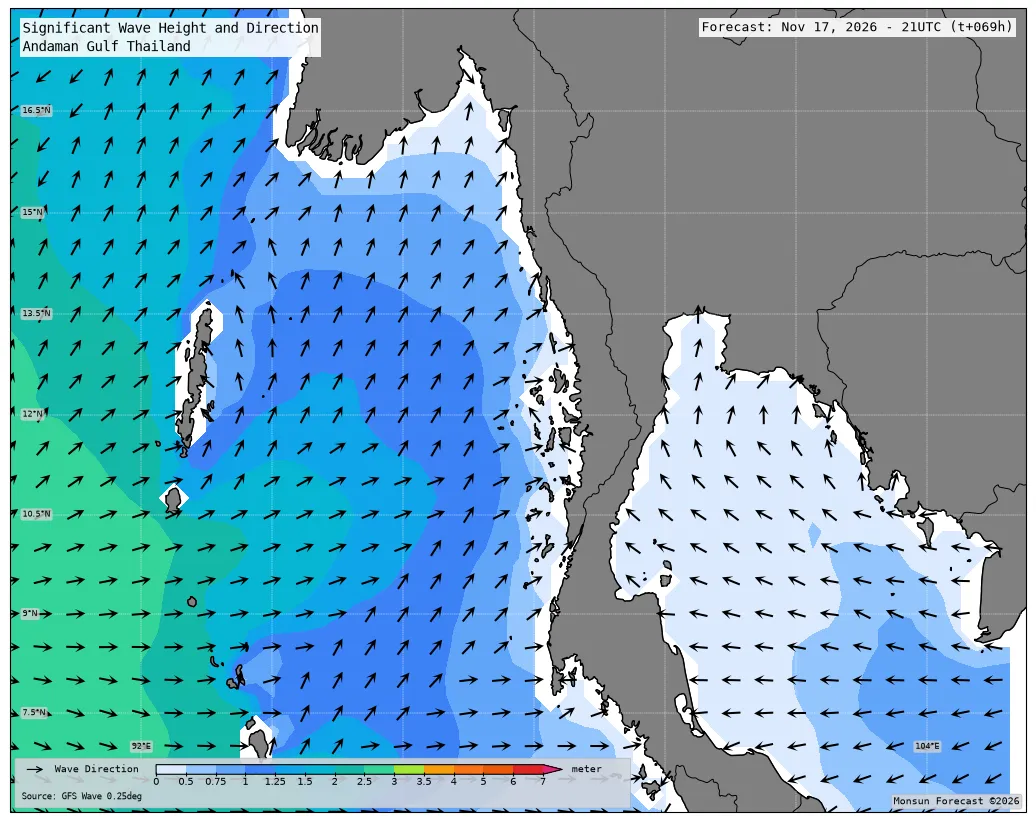 Significant Wave Height and Direction
Andaman Gulf Thailand
Forecast: Nov 17, 2026 - 21UTC (t+069h)
16.5°N
15°N
13.5°N
12°N
10.5°N
9°N
7.5°N
92°E
104°E
Wave Direction
meter
0 0.5 0.75 1 1.25 1.5 2 2.5 3 3.5 4 5 6 7
Source: GFS Wave 0.25deg
Monsun Forecast ©2026